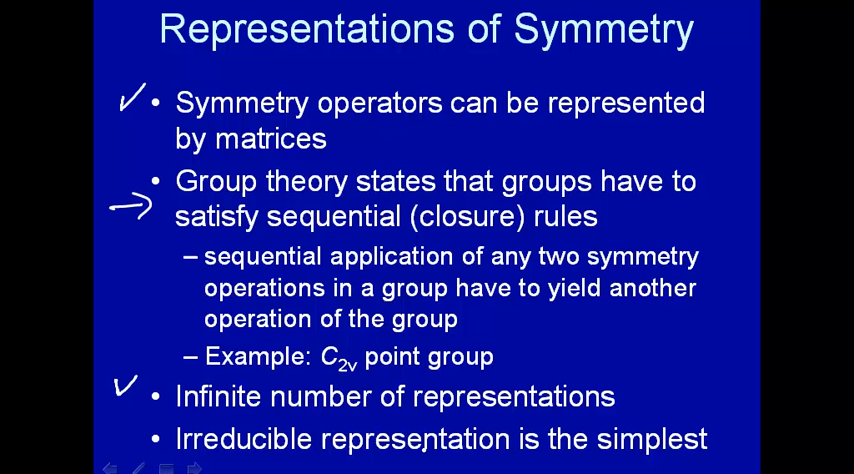 Representations of Symmetry
• Symmetry operators can be represented
by matrices
• Group theory states that groups have to
satisfy sequential (closure) rules
– sequential application of any two symmetry
operations in a group have to yield another
operation of the group
– Example: C2v point group
• Infinite number of representations
• Irreducible representation is the simplest